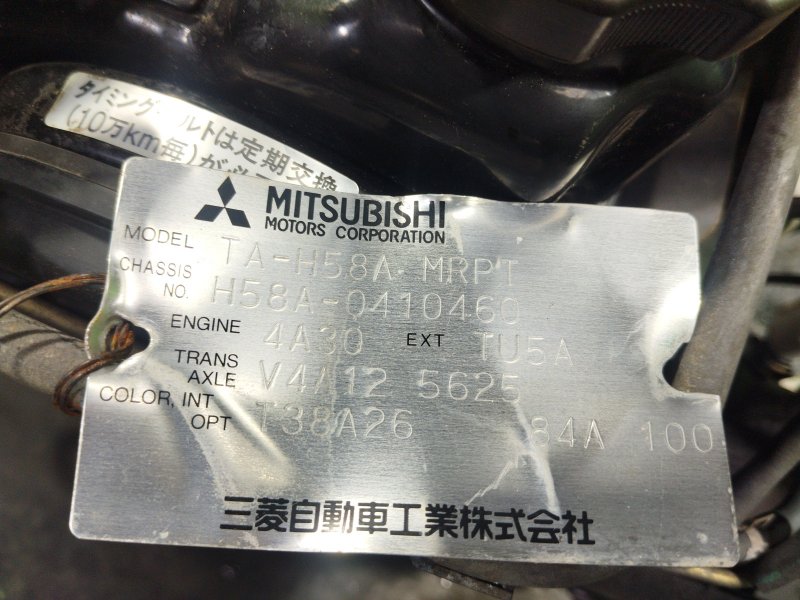 タイミングベルトは定期交換
(10万km毎)が必
MITSUBISHI
MOTORS CORPORATION
MODEL TA-H58A MRPT
CHASSIS NO. H58A-0410460
ENGINE 4A30 EXT TU5A
TRANS AXLE V4A12 5625
COLOR, INT OPT T38A26 84A 100
三菱自動車工業株式会社